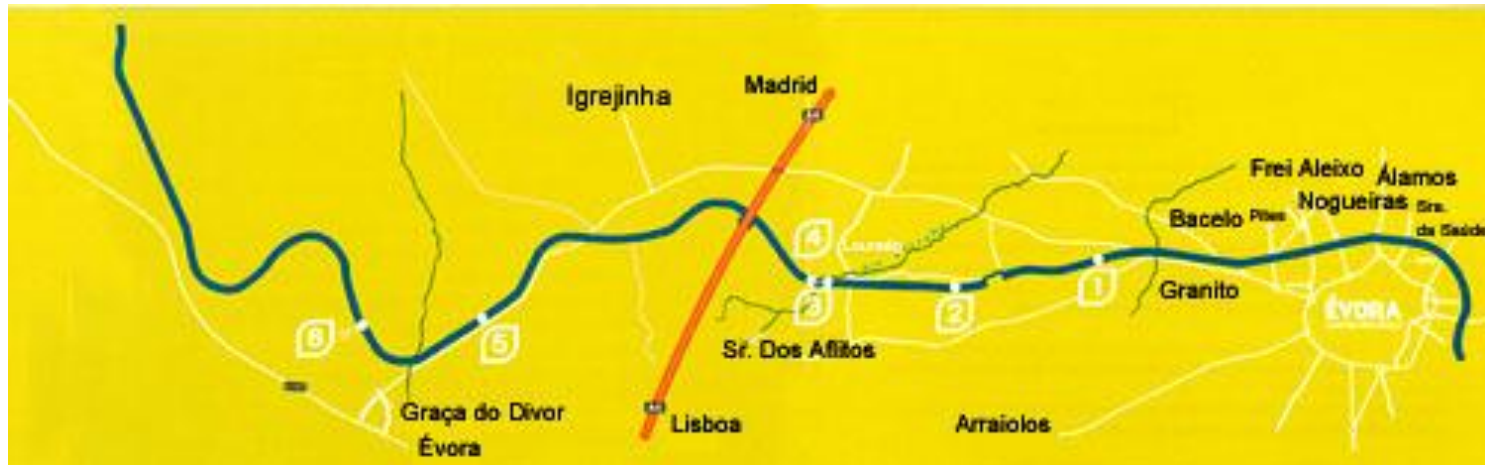 Madrid
Igrejinha
Frei Aleixo
Álamos
Nogueiras
Sra.
Bacelo
Pites
da Saúde
4
Louredo
1
Granito
3
2
ÉVORA
6
5
Sr. Dos Aflitos
Graça do Divor
Lisboa
Arraiolos
Évora